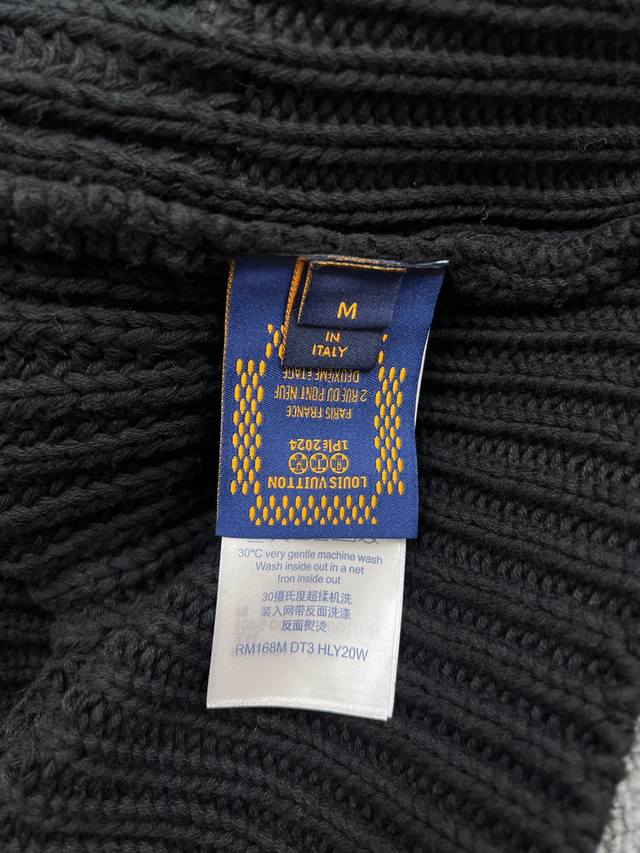 M
IN
ITALY
LOUIS VUITTON
1Plé2024
PARIS FRANCE
2 RUE DU PONT NEUF
DEUXIÈME ÉTAGE
30°C very gentle machine wash
Wash inside out in a net
Iron inside out
30摄氏度超揉机洗
装入网带反面洗涤
反面熨烫
RM168M DT3 HLY20W